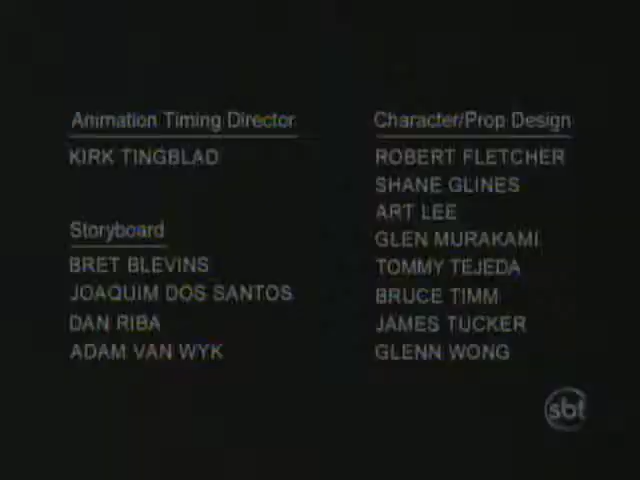 Animation Timing Director
KIRK TINGBLAD
Storyboard
BRET BLEVINS
JOAQUIM DOS SANTOS
DAN RIBA
ADAM VAN WYK
Character/Prop Design
ROBERT FLETCHER
SHANE GLINES
ART LEE
GLEN MURAKAMI
TOMMY TEJEDA
BRUCE TIMM
JAMES TUCKER
GLENN WONG
sbt